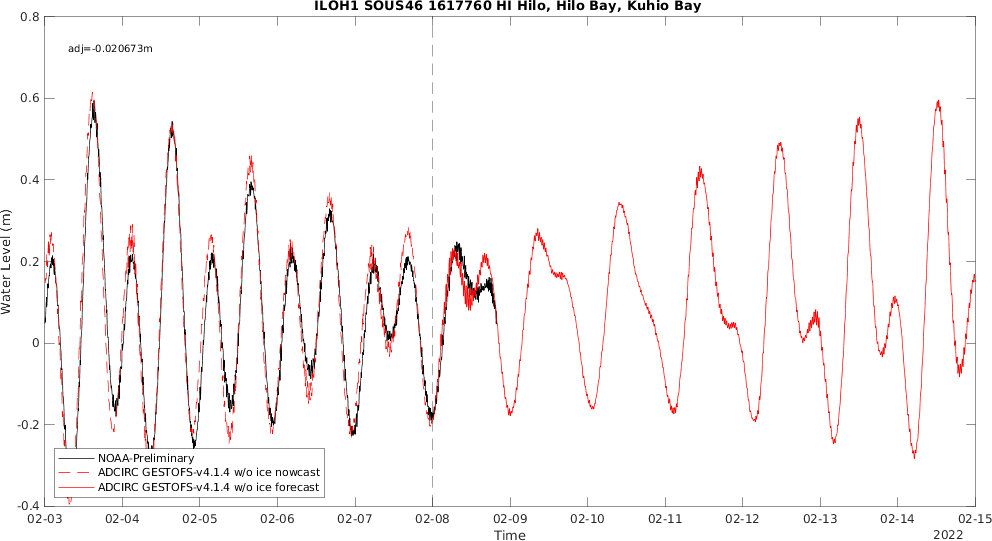 ILOH1 SOUS46 1617760 HI Hilo, Hilo Bay, Kuhio Bay
adj=-0.020673m
0.8
0.6
0.4
0.2
0
-0.2
-0.4
Water Level (m)
NOAA-Preliminary
ADCIRC GESTOFS-v4.1.4 w/o ice nowcast
ADCIRC GESTOFS-v4.1.4 w/o ice forecast
02-03 02-04 02-05 02-06 02-07 02-08 02-09 02-10 02-11 02-12 02-13 02-14 02-15
Time
2022